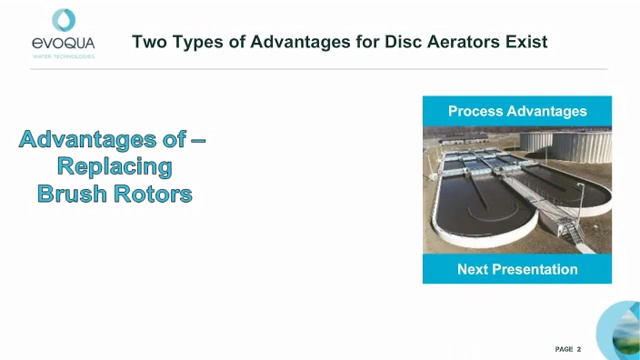 evoqua
WATER TECHNOLOGIES
Two Types of Advantages for Disc Aerators Exist
Advantages of –
Replacing
Brush Rotors
Process Advantages
Next Presentation
PAGE 2